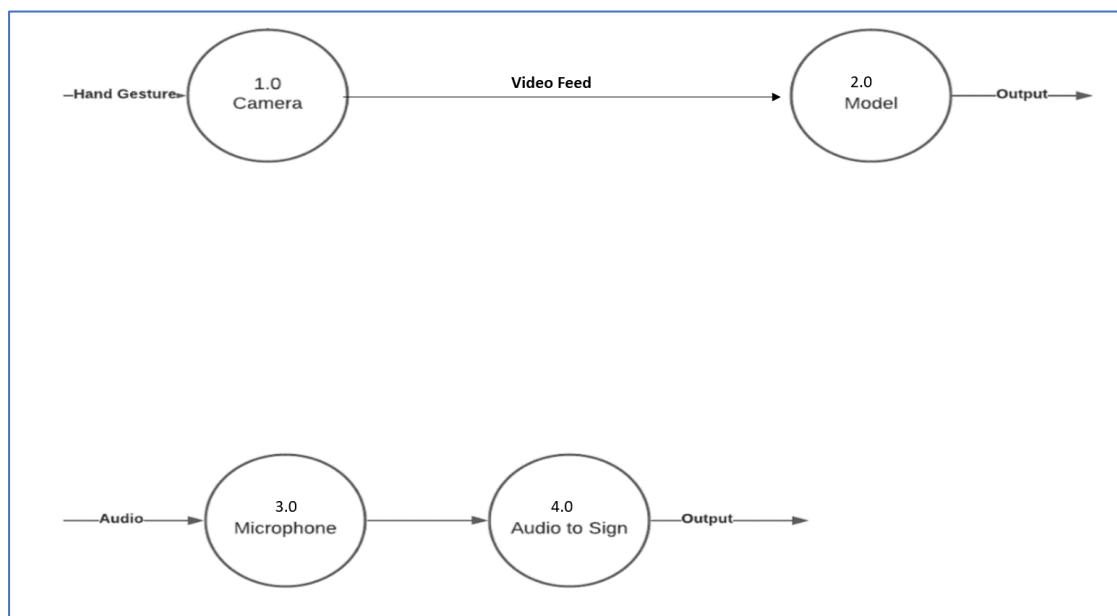 Hand Gesture
1.0
Camera
Video Feed
2.0
Model
Output
Audio
3.0
Microphone
4.0
Audio to Sign
Output